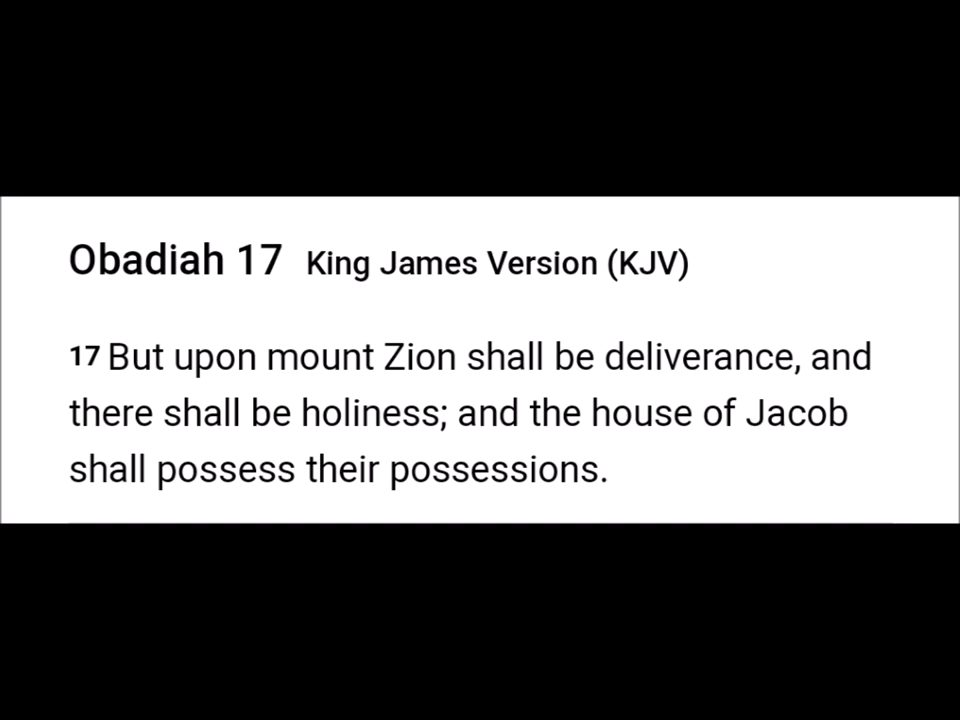 Obadiah 17 King James Version (KJV)
17 But upon mount Zion shall be deliverance, and
there shall be holiness; and the house of Jacob
shall possess their possessions.